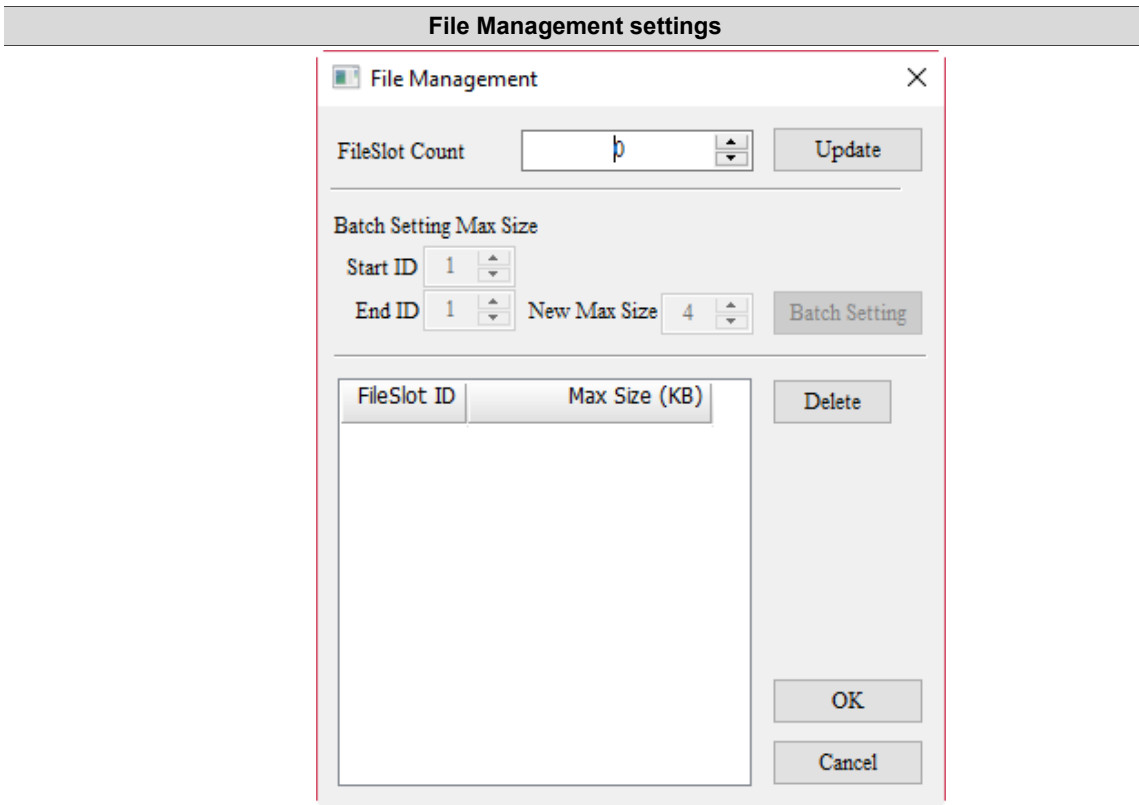 File Management settings
File Management
FileSlot Count 0 Update
Batch Setting Max Size
Start ID 1
End ID 1 New Max Size 4 Batch Setting
FileSlot ID Max Size (KB) Delete
OK
Cancel